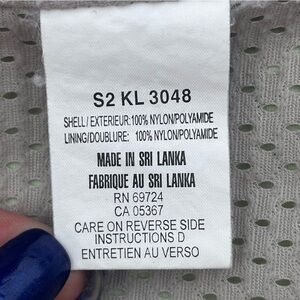 S2 KL 3048
SHELL/EXTERIEUR:100% NYLON/POLYAMIDE
LINING/DOUBLURE: 100% NYLON/POLYAMIDE
MADE IN SRI LANKA
FABRIQUE AU SRI LANKA
RN 69724
CA 05367
CARE ON REVERSE SIDE
INSTRUCTIONS D
ENTRETIEN AU VERSO